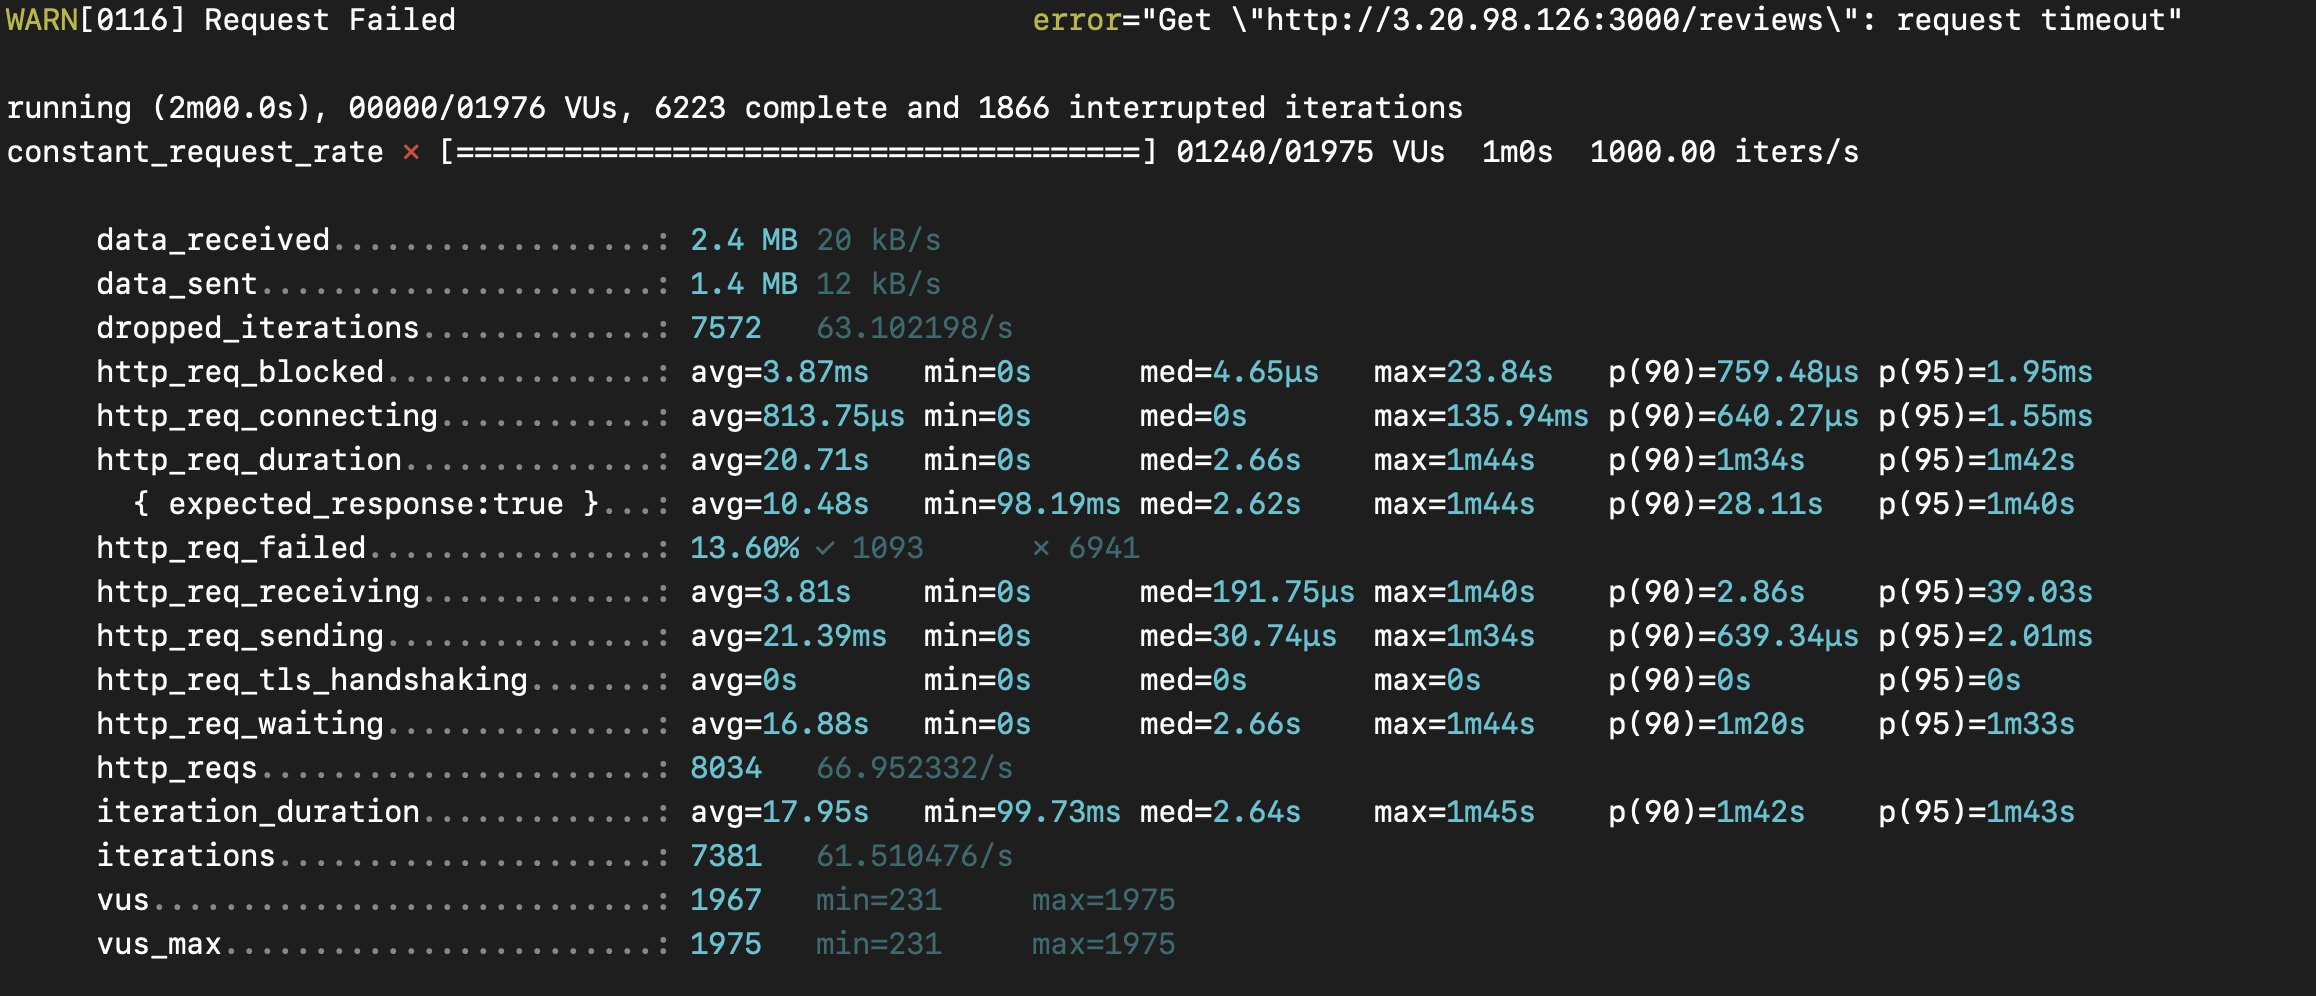 WARN[0116] Request Failed                                error="Get \"http://3.20.98.126:3000/reviews\": request timeout"
running (2m00.0s), 00000/01976 VUs, 6223 complete and 1866 interrupted iterations
constant_request_rate ✗ [======================================] 01240/01975 VUs  1m0s  1000.00 iters/s
     data_received..................: 2.4 MB 20 kB/s
     data_sent......................: 1.4 MB 12 kB/s
     dropped_iterations.............: 7572   63.102198/s
     http_req_blocked...............: avg=3.87ms   min=0s      med=4.65µs   max=23.84s   p(90)=759.48µs p(95)=1.95ms
     http_req_connecting............: avg=813.75µs min=0s      med=0s       max=135.94ms p(90)=640.27µs p(95)=1.55ms
     http_req_duration..............: avg=20.71s   min=0s      med=2.66s    max=1m44s    p(90)=1m34s    p(95)=1m42s
       { expected_response:true }...: avg=10.48s   min=98.19ms med=2.62s    max=1m44s    p(90)=28.11s   p(95)=1m40s
     http_req_failed................: 13.60% ✓ 1093      ✗ 6941
     http_req_receiving.............: avg=3.81s    min=0s      med=191.75µs max=1m40s    p(90)=2.86s    p(95)=39.03s
     http_req_sending...............: avg=21.39ms  min=0s      med=30.74µs  max=1m34s    p(90)=639.34µs p(95)=2.01ms
     http_req_tls_handshaking.......: avg=0s       min=0s      med=0s       max=0s       p(90)=0s       p(95)=0s
     http_req_waiting...............: avg=16.88s   min=0s      med=2.66s    max=1m44s    p(90)=1m20s    p(95)=1m33s
     http_reqs......................: 8034   66.952332/s
     iteration_duration.............: avg=17.95s   min=99.73ms med=2.64s    max=1m45s    p(90)=1m42s    p(95)=1m43s
     iterations.....................: 7381   61.510476/s
     vus............................: 1967   min=231     max=1975
     vus_max........................: 1975   min=231     max=1975